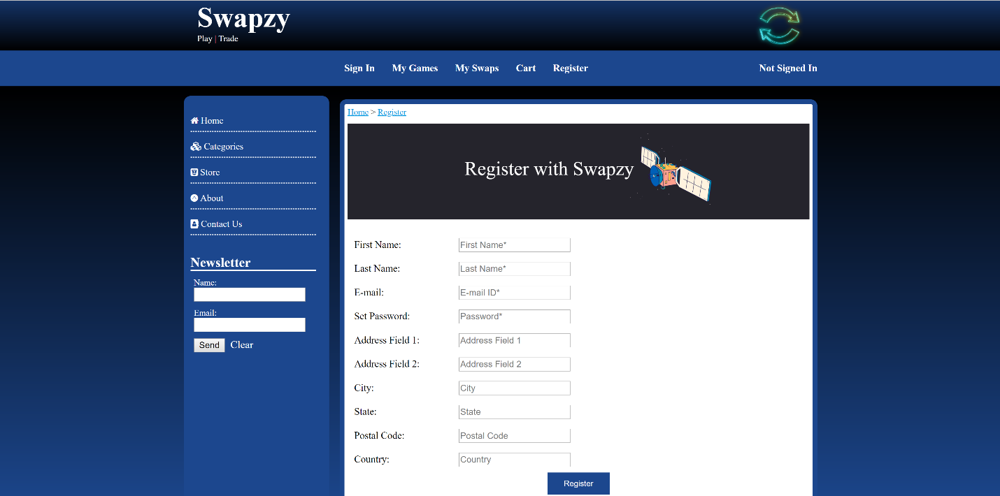 Swapzy
Play | Trade
Sign In My Games My Swaps Cart Register Not Signed In
Home
Categories
Store
About
Contact Us
Newsletter
Name:
Email:
Send Clear
Home > Register
Register with Swapzy
First Name: First Name*
Last Name: Last Name*
E-mail: E-mail ID*
Set Password: Password*
Address Field 1: Address Field 1
Address Field 2: Address Field 2
City: City
State: State
Postal Code: Postal Code
Country: Country
Register